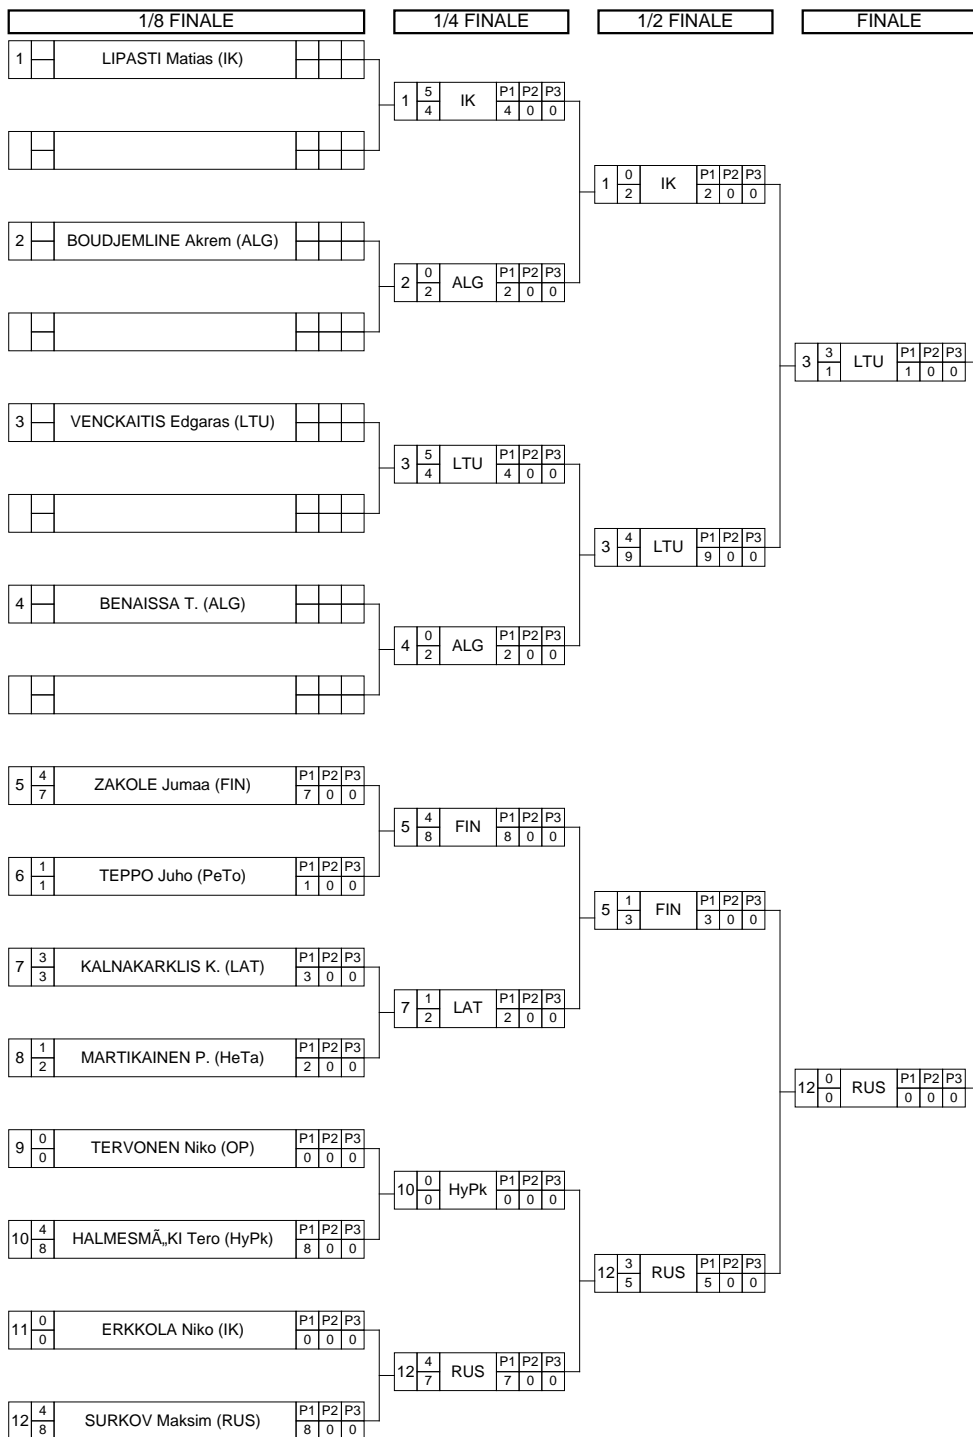 1/8 FINALE 1/4 FINALE 1/2 FINALE FINALE
1 LIPASTI Matias (IK)
1 5 4 IK P1 P2 P3 4 0 0
1 0 2 IK P1 P2 P3 2 0 0
2 BOUDJEMLINE Akrem (ALG)
2 0 2 ALG P1 P2 P3 2 0 0
3 3 1 LTU P1 P2 P3 1 0 0
3 VENCKAITIS Edgaras (LTU)
3 5 4 LTU P1 P2 P3 4 0 0
3 4 9 LTU P1 P2 P3 9 0 0
4 BENAISSA T. (ALG)
4 0 2 ALG P1 P2 P3 2 0 0
5 4 7 ZAKOLE Jumaa (FIN) P1 P2 P3 7 0 0
5 4 8 FIN P1 P2 P3 8 0 0
6 1 1 TEPPO Juho (PeTo) P1 P2 P3 1 0 0
5 1 3 FIN P1 P2 P3 3 0 0
7 3 3 KALNAKARKLIS K. (LAT) P1 P2 P3 3 0 0
7 1 2 LAT P1 P2 P3 2 0 0
8 1 2 MARTIKAINEN P. (HeTa) P1 P2 P3 2 0 0
12 0 0 RUS P1 P2 P3 0 0 0
9 0 0 TERVONEN Niko (OP) P1 P2 P3 0 0 0
10 0 0 HyPk P1 P2 P3 0 0 0
10 4 8 HALMESMÃ„KI Tero (HyPk) P1 P2 P3 8 0 0
12 3 5 RUS P1 P2 P3 5 0 0
11 0 0 ERKKOLA Niko (IK) P1 P2 P3 0 0 0
12 4 7 RUS P1 P2 P3 7 0 0
12 4 8 SURKOV Maksim (RUS) P1 P2 P3 8 0 0